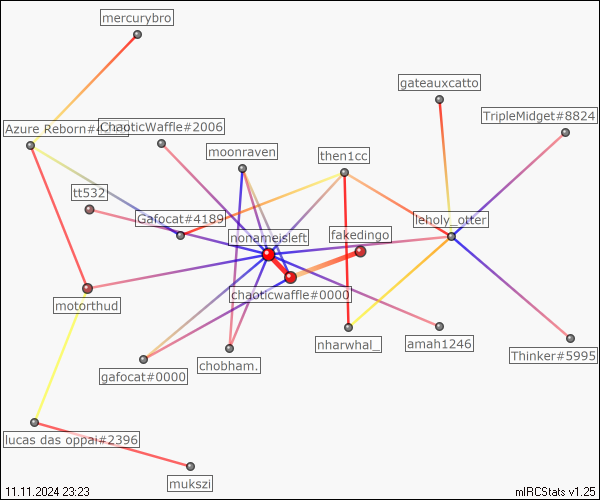 mercurybro
gateauxcatto
TripleMidget#8824
Azure Reborn#
ChaoticWaffle#2006
moonraven
then1cc
tt532
Gafocat#4189
leholy_otter
nonameisleft
fakedingo
chaoticwaffle#0000
motorthud
nharwhal_
amah1246
Thinker#5995
chobham.
gafocat#0000
lucas das oppai#2396
mukszi
11.11.2024 23:23
mIRCStats v1.25